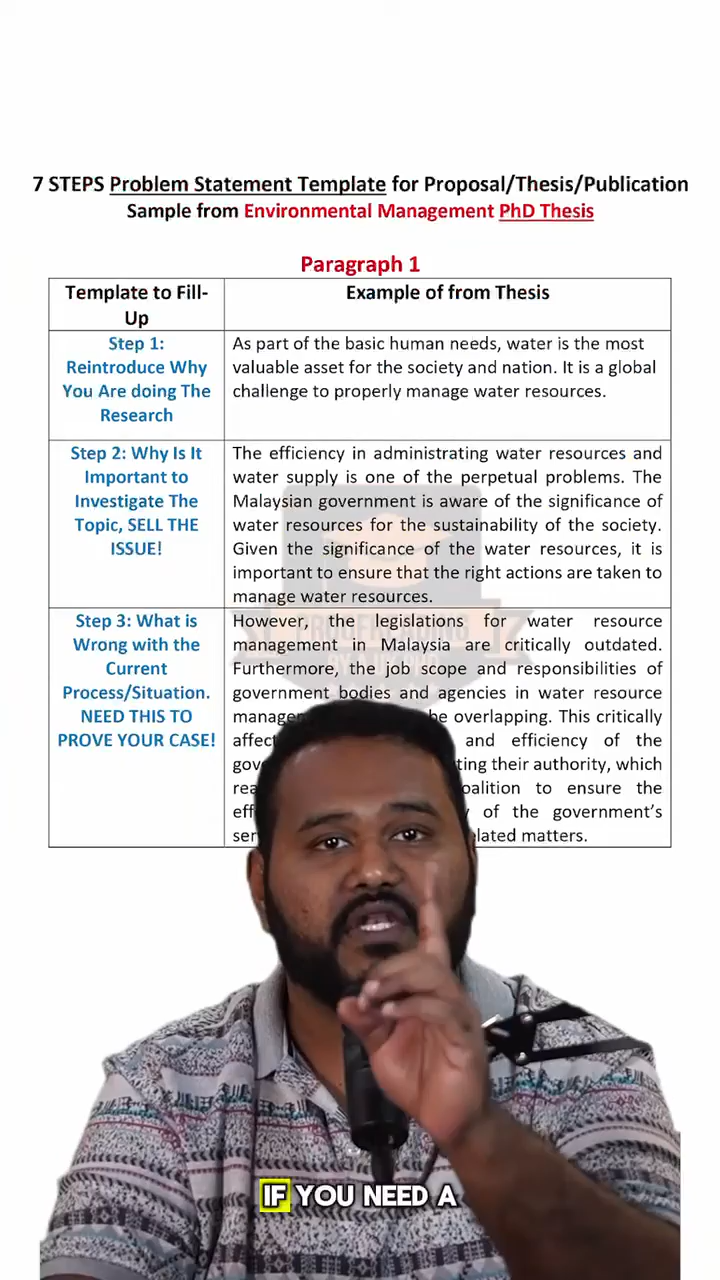 7 STEPS Problem Statement Template for Proposal/Thesis/Publication
Sample from Environmental Management PhD Thesis
Paragraph 1
Template to Fill-
Up
Example of from Thesis
Step 1:
Reintroduce Why
You Are doing The
Research
As part of the basic human needs, water is the most
valuable asset for the society and nation. It is a global
challenge to properly manage water resources.
Step 2: Why Is It
Important to
Investigate The
Topic, SELL THE
ISSUE!
The efficiency in administrating water resources and
water supply is one of the perpetual problems. The
Malaysian government is aware of the significance of
water resources for the sustainability of the society.
Given the significance of the water resources, it is
important to ensure that the right actions are taken to
manage water resources.
Step 3: What is
Wrong with the
Current
Process/Situation.
NEED THIS TO
PROVE YOUR CASE!
However, the legislations for water resource
management in Malaysia are critically outdated.
Furthermore, the job scope and responsibilities of
government bodies and agencies in water resource
be overlapping. This critically
and efficiency of the
their authority, which
to ensure the
of the government's
matters.
PROOFREADING
IF YOU NEED A